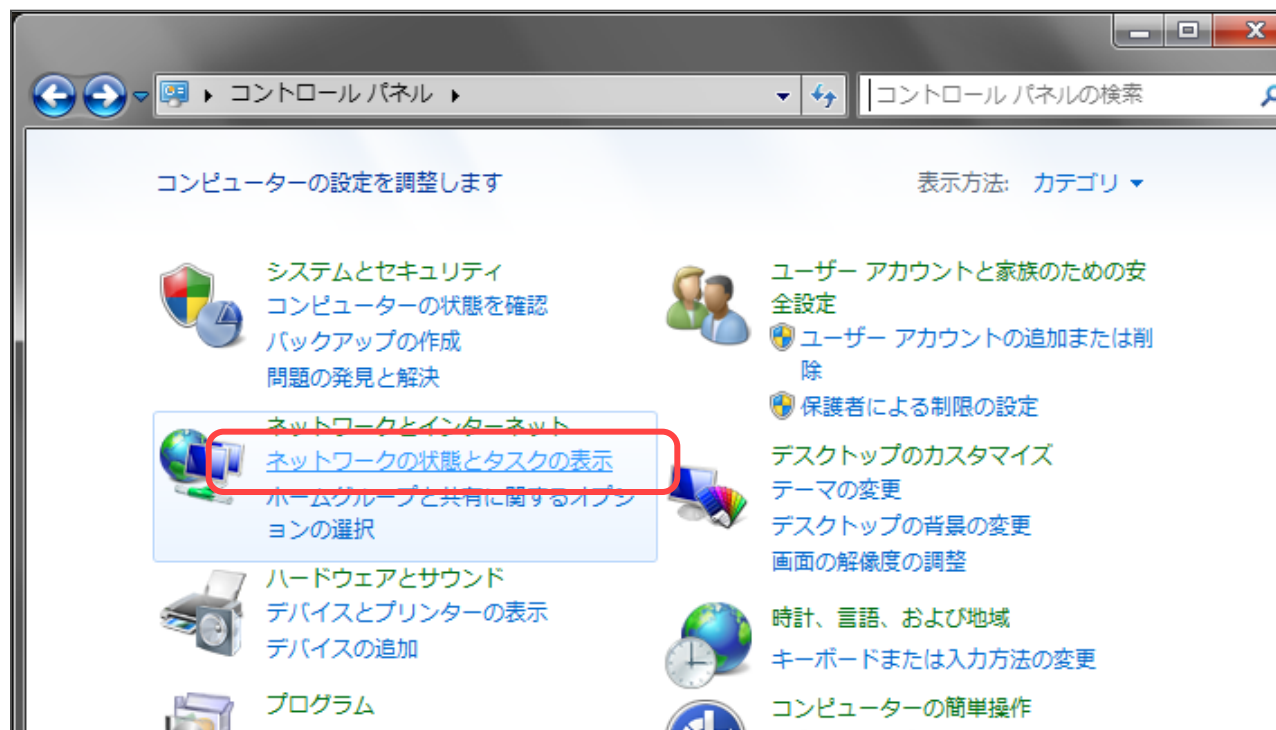 コントロール パネル
コントロール パネルの検索
コンピューターの設定を調整します
表示方法: カテゴリ
システムとセキュリティ
コンピューターの状態を確認
バックアップの作成
問題の発見と解決
ネットワークとインターネット
ネットワークの状態とタスクの表示
ホームグループと共有に関するオプシ
ョンの選択
ハードウェアとサウンド
デバイスとプリンターの表示
デバイスの追加
プログラム
ユーザー アカウントと家族のための安
全設定
ユーザー アカウントの追加または削
除
保護者による制限の設定
デスクトップのカスタマイズ
テーマの変更
デスクトップの背景の変更
画面の解像度の調整
時計、言語、および地域
キーボードまたは入力方法の変更
コンピューターの簡単操作